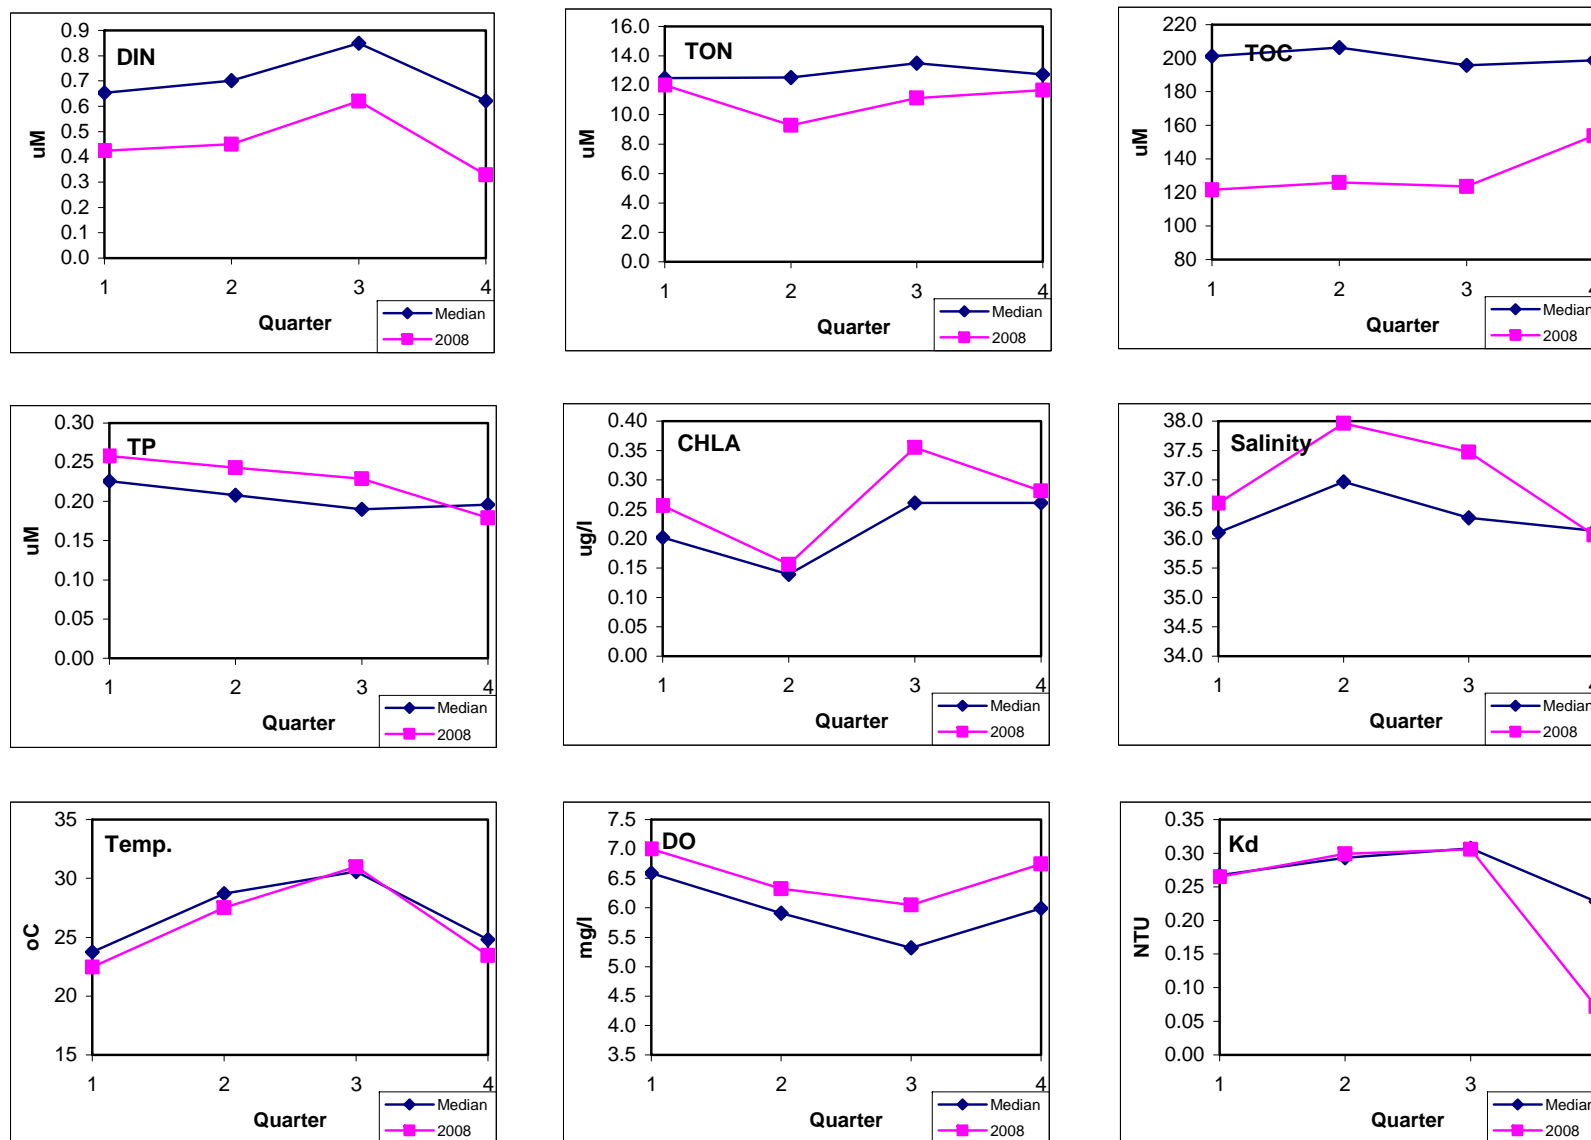 DIN
0.9
0.8
0.7
0.6
0.5
0.4
0.3
0.2
0.1
0.0
uM
1 2 3 4
Quarter
Median
2008
TON
16.0
14.0
12.0
10.0
8.0
6.0
4.0
2.0
0.0
uM
1 2 3 4
Quarter
Median
2008
TOC
220
200
180
160
140
120
100
80
uM
1 2 3 4
Quarter
Median
2008
TP
0.30
0.25
0.20
0.15
0.10
0.05
0.00
uM
1 2 3 4
Quarter
Median
2008
CHLA
0.40
0.35
0.30
0.25
0.20
0.15
0.10
0.05
0.00
ug/l
1 2 3 4
Quarter
Median
2008
Salinity
38.0
37.5
37.0
36.5
36.0
35.5
35.0
34.5
34.0
1 2 3 4
Quarter
Median
2008
Temp.
35
30
25
20
15
oC
1 2 3 4
Quarter
Median
2008
DO
7.5
7.0
6.5
6.0
5.5
5.0
4.5
4.0
3.5
mg/l
1 2 3 4
Quarter
Median
2008
Kd
0.35
0.30
0.25
0.20
0.15
0.10
0.05
0.00
NTU
1 2 3
Quarter
Median
2008